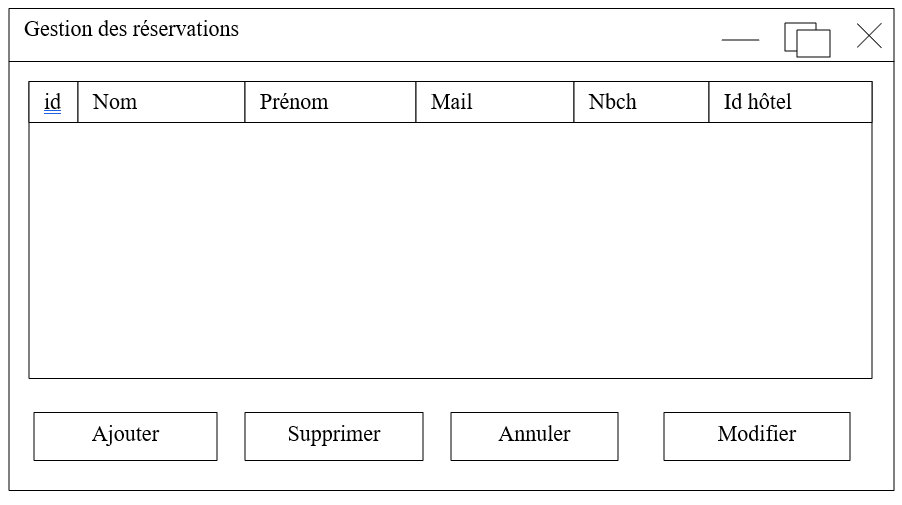 Gestion des réservations
id Nom Prénom Mail Nbch Id hôtel
Ajouter Supprimer Annuler Modifier